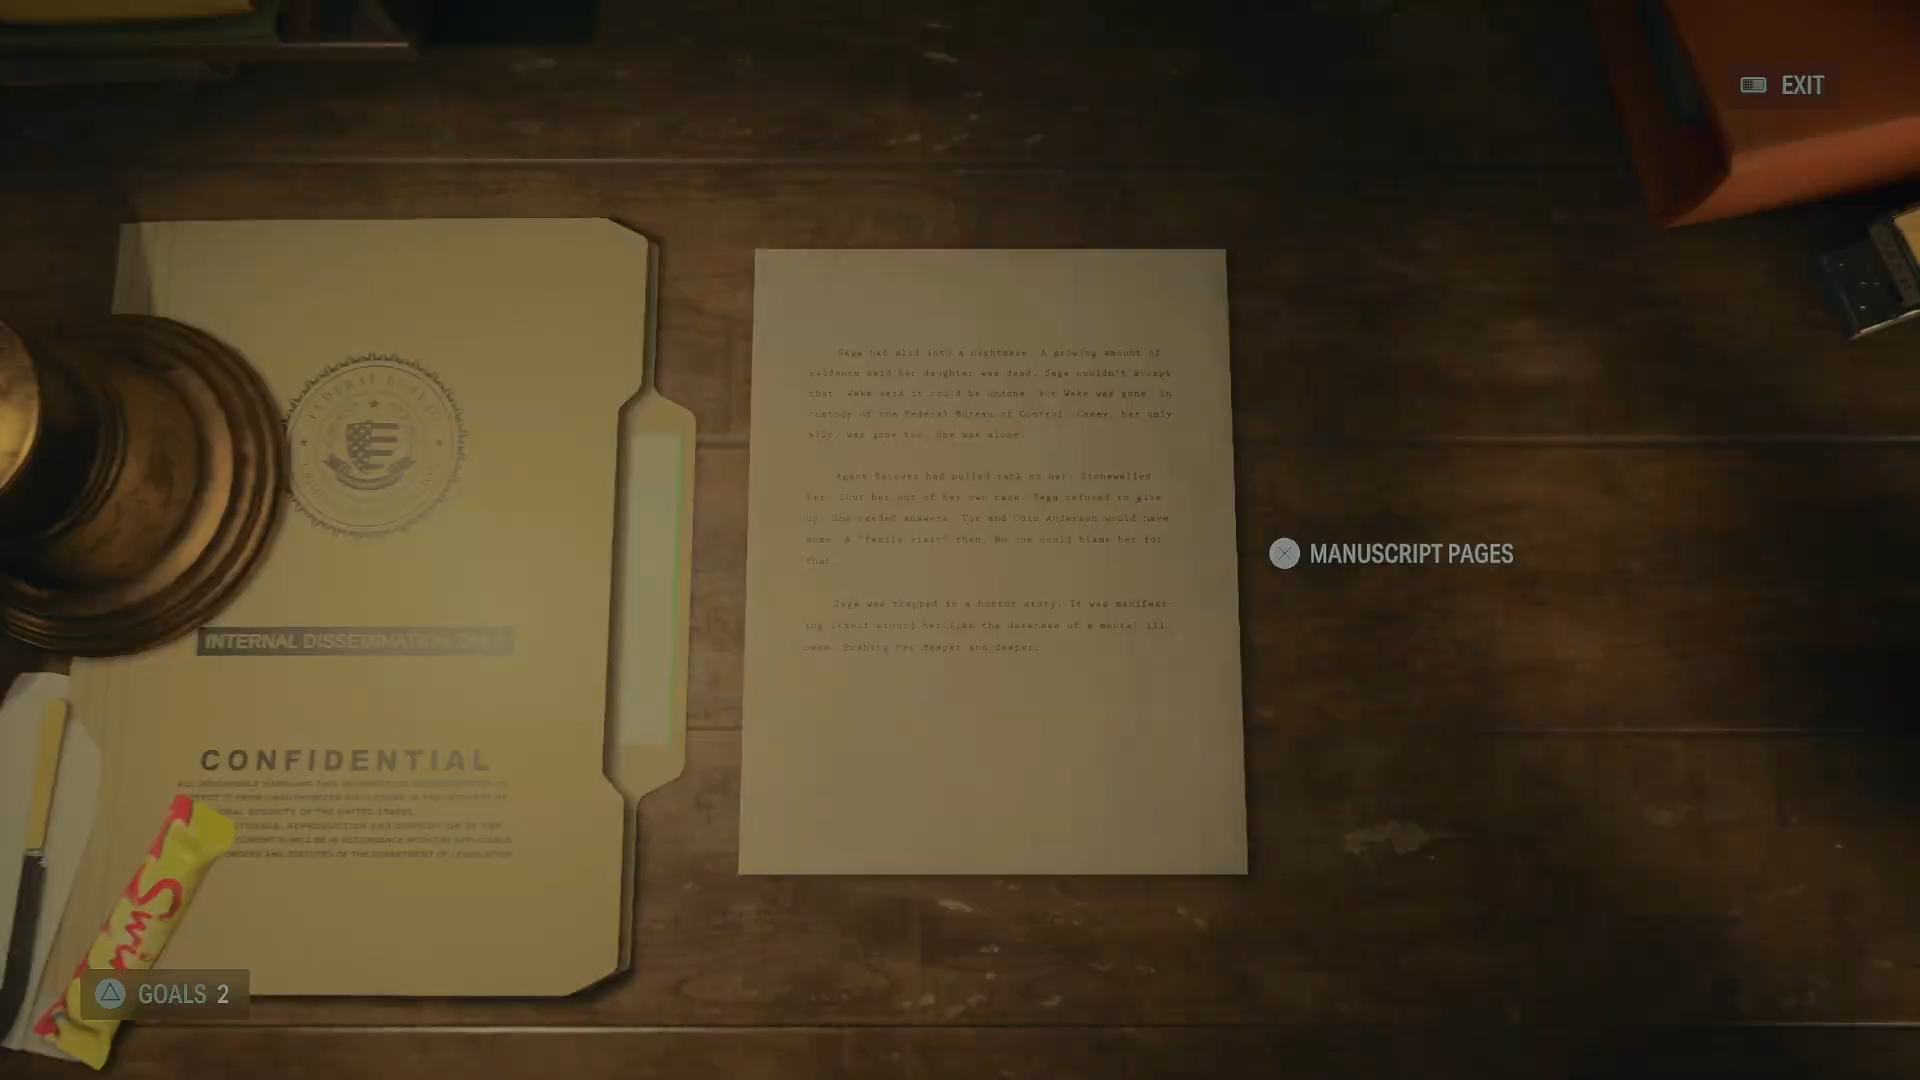 EXIT
FEDERAL BUREAU
INTERNAL DISSEMINATION ONLY
CONFIDENTIAL
Saga had slid into a nightmare. A growing amount of
evidence said her daughter was dead. Saga couldn't accept
that. Wake said it could be undone, but Wake was gone, in
custody of the Federal Bureau of Control. Casey, her only
ally, was gone too. She was alone.
Agent Estevez had pulled rank on her. Stonewalled
her. Shut her out of her own case. Saga refused to give
up. She needed answers. Tor and Odin Anderson would have
some. A "family visit" then. No one could blame her for
that.
Saga was trapped in a horror story. It was manifest-
ing itself around her like the darkness of a mental ill-
ness. Pushing her deeper and deeper.
MANUSCRIPT PAGES
GOALS 2